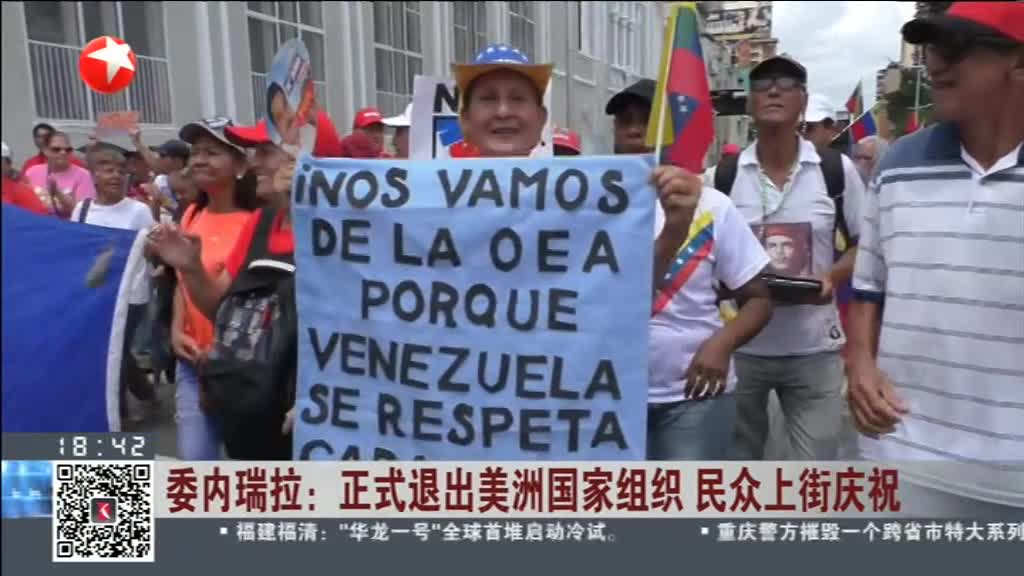 ¡NOS VAMOS
DE LA OEA
PORQUE
VENEZUELA
SE RESPETA
18:42
委内瑞拉：正式退出美洲国家组织 民众上街庆祝
▪ 福建福清："华龙一号"全球首堆启动冷试。 ▪ 重庆警方摧毁一个跨省市特大系列